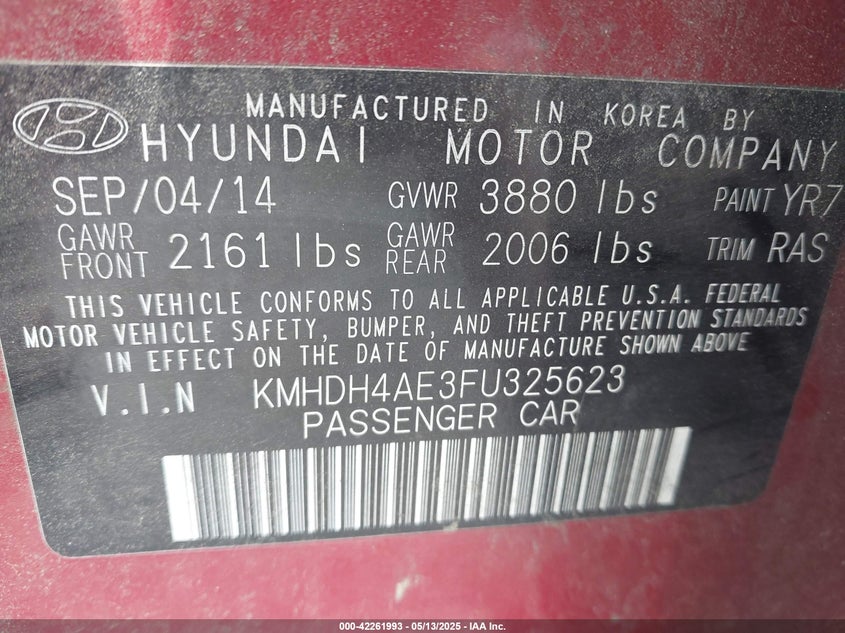 MANUFACTURED IN KOREA BY
HYUNDAI MOTOR COMPANY
SEP/04/14 GVWR 3880 lbs PAINT YR7
GAWR FRONT 2161 lbs GAWR REAR 2006 lbs TRIM RAS
THIS VEHICLE CONFORMS TO ALL APPLICABLE U.S.A. FEDERAL
MOTOR VEHICLE SAFETY, BUMPER, AND THEFT PREVENTION STANDARDS
IN EFFECT ON THE DATE OF MANUFACTURE SHOWN ABOVE
V.I.N KMHDH4AE3FU325623
PASSENGER CAR
000-42261993 - 05/13/2025 - IAA Inc.